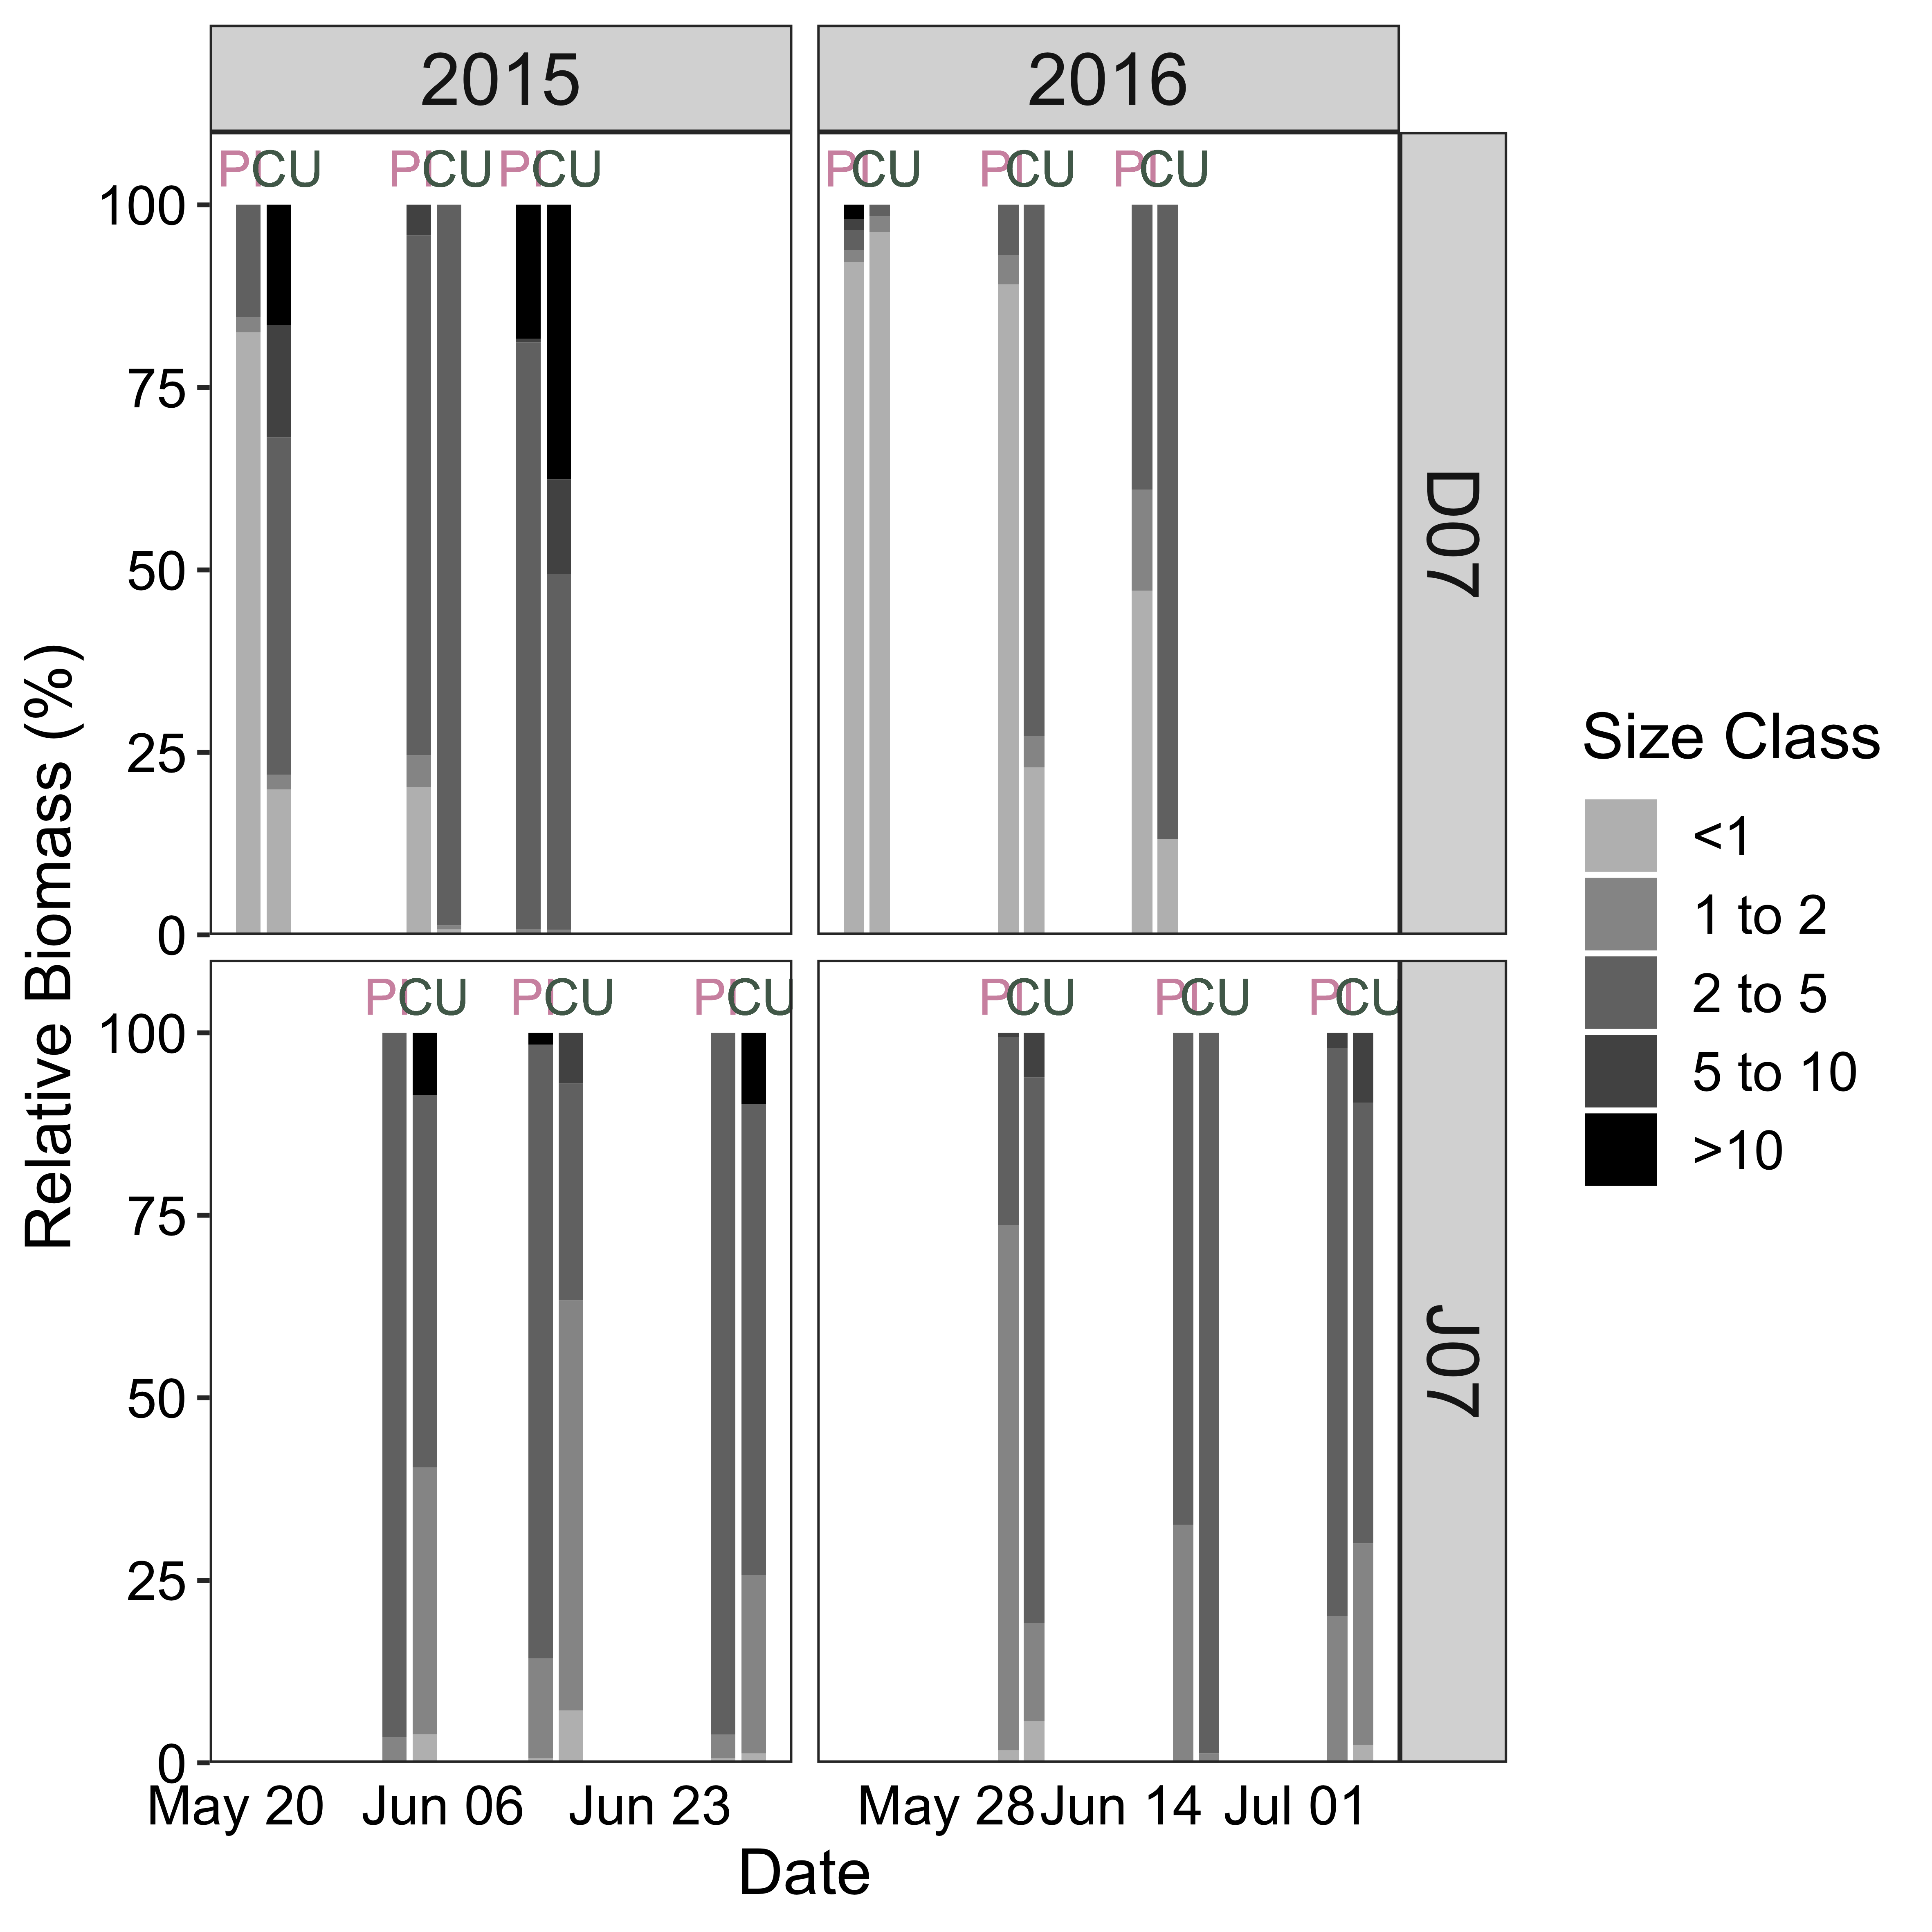 2015 2016
PI CU PI CU PI CU PI CU PI CU PI CU
100
75
50
25
0
D07
PI CU PI CU PI CU PI CU PI CU PI CU
100
75
50
25
0
J07
May 20 Jun 06 Jun 23 May 28 Jun 14 Jul 01
Date
Relative Biomass (%)
Size Class
<1
1 to 2
2 to 5
5 to 10
>10